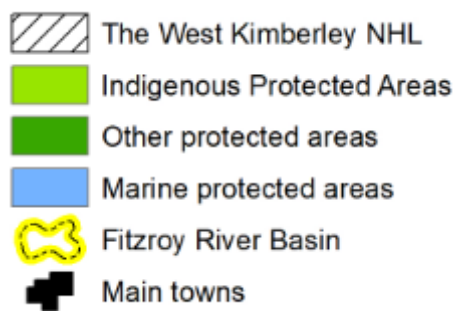 The West Kimberley NHL
Indigenous Protected Areas
Other protected areas
Marine protected areas
Fitzroy River Basin
Main towns